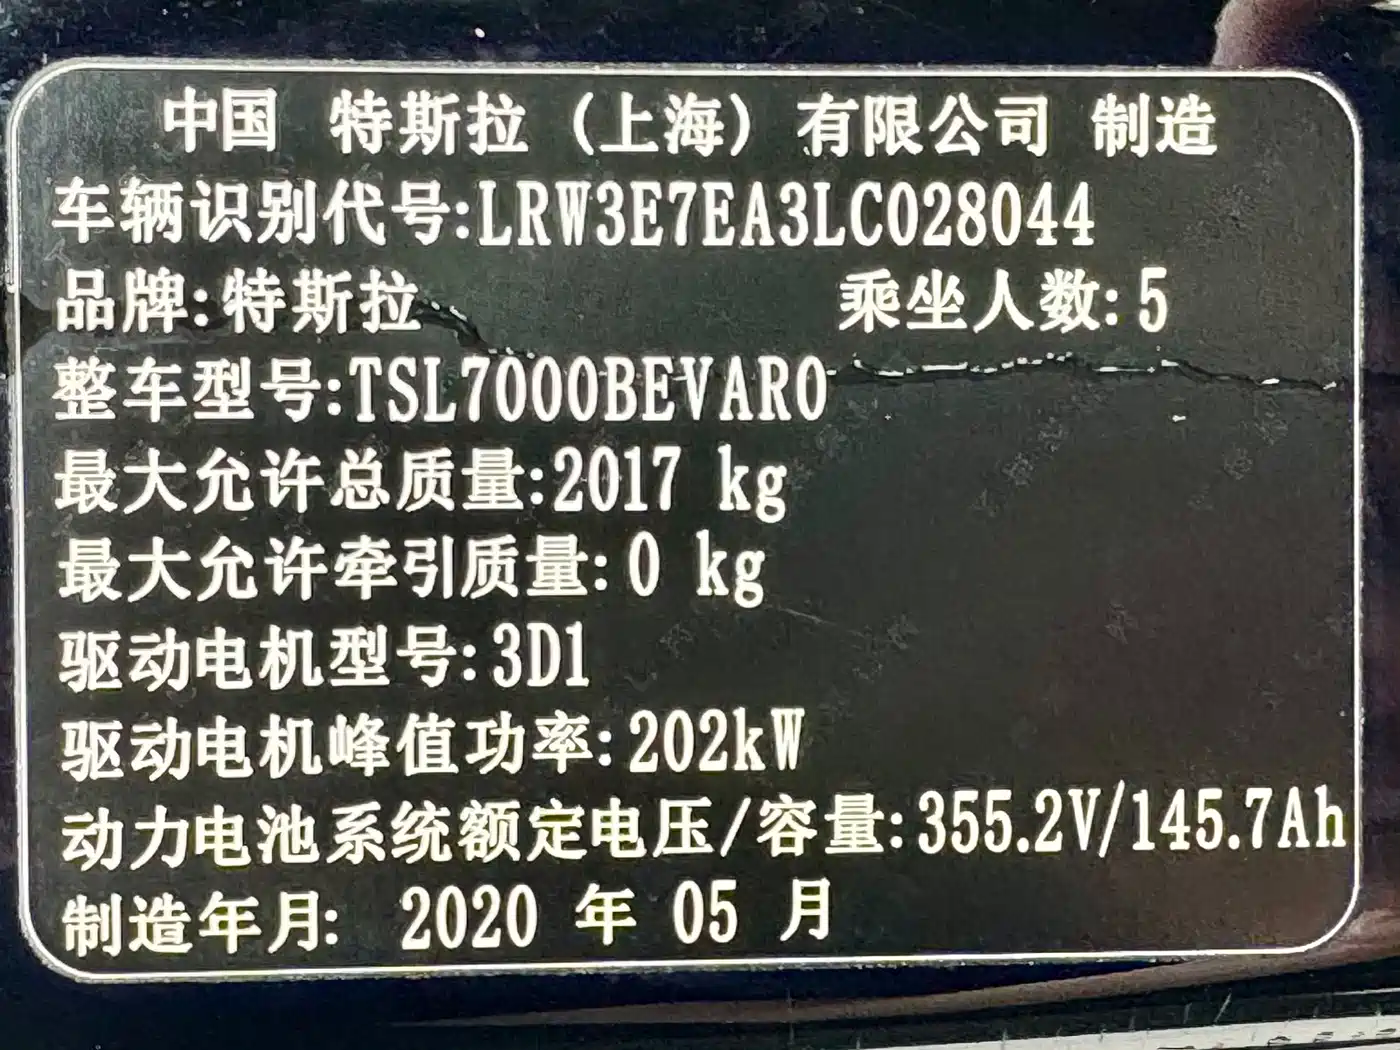 中国 特斯拉（上海）有限公司 制造
车辆识别代号:LRW3E7EA3LC028044
品牌:特斯拉 乘坐人数:5
整车型号:TSL7000BEVAR0
最大允许总质量:2017 kg
最大允许牵引质量:0 kg
驱动电机型号:3D1
驱动电机峰值功率:202kW
动力电池系统额定电压/容量:355.2V/145.7Ah
制造年月: 2020 年 05 月